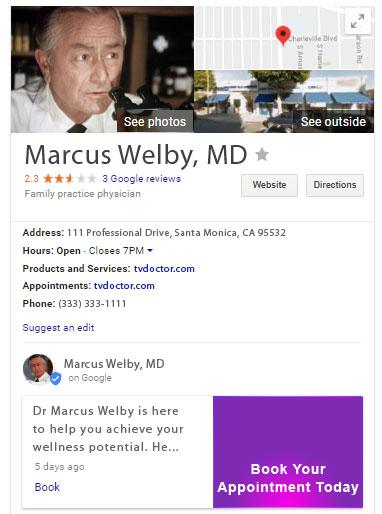 Charleville Blvd
See photos
See outside
Marcus Welby, MD
2.3 3 Google reviews
Family practice physician
Website
Directions
Address: 111 Professional Drive, Santa Monica, CA 95532
Hours: Open · Closes 7PM
Products and Services: tvdoctor.com
Appointments: tvdoctor.com
Phone: (333) 333-1111
Suggest an edit
Marcus Welby, MD
on Google
Dr Marcus Welby is here
to help you achieve your
wellness potential. He...
5 days ago
Book
Book Your
Appointment Today